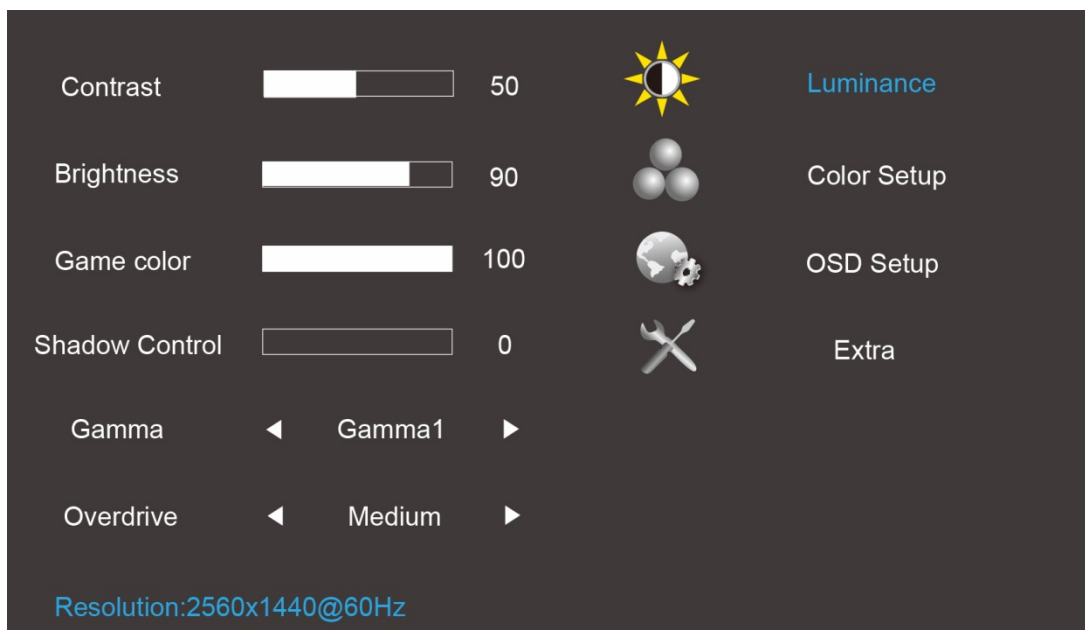 Contrast 50 Luminance
Brightness 90 Color Setup
Game color 100 OSD Setup
Shadow Control 0 Extra
Gamma Gamma1
Overdrive Medium
Resolution:2560x1440@60Hz